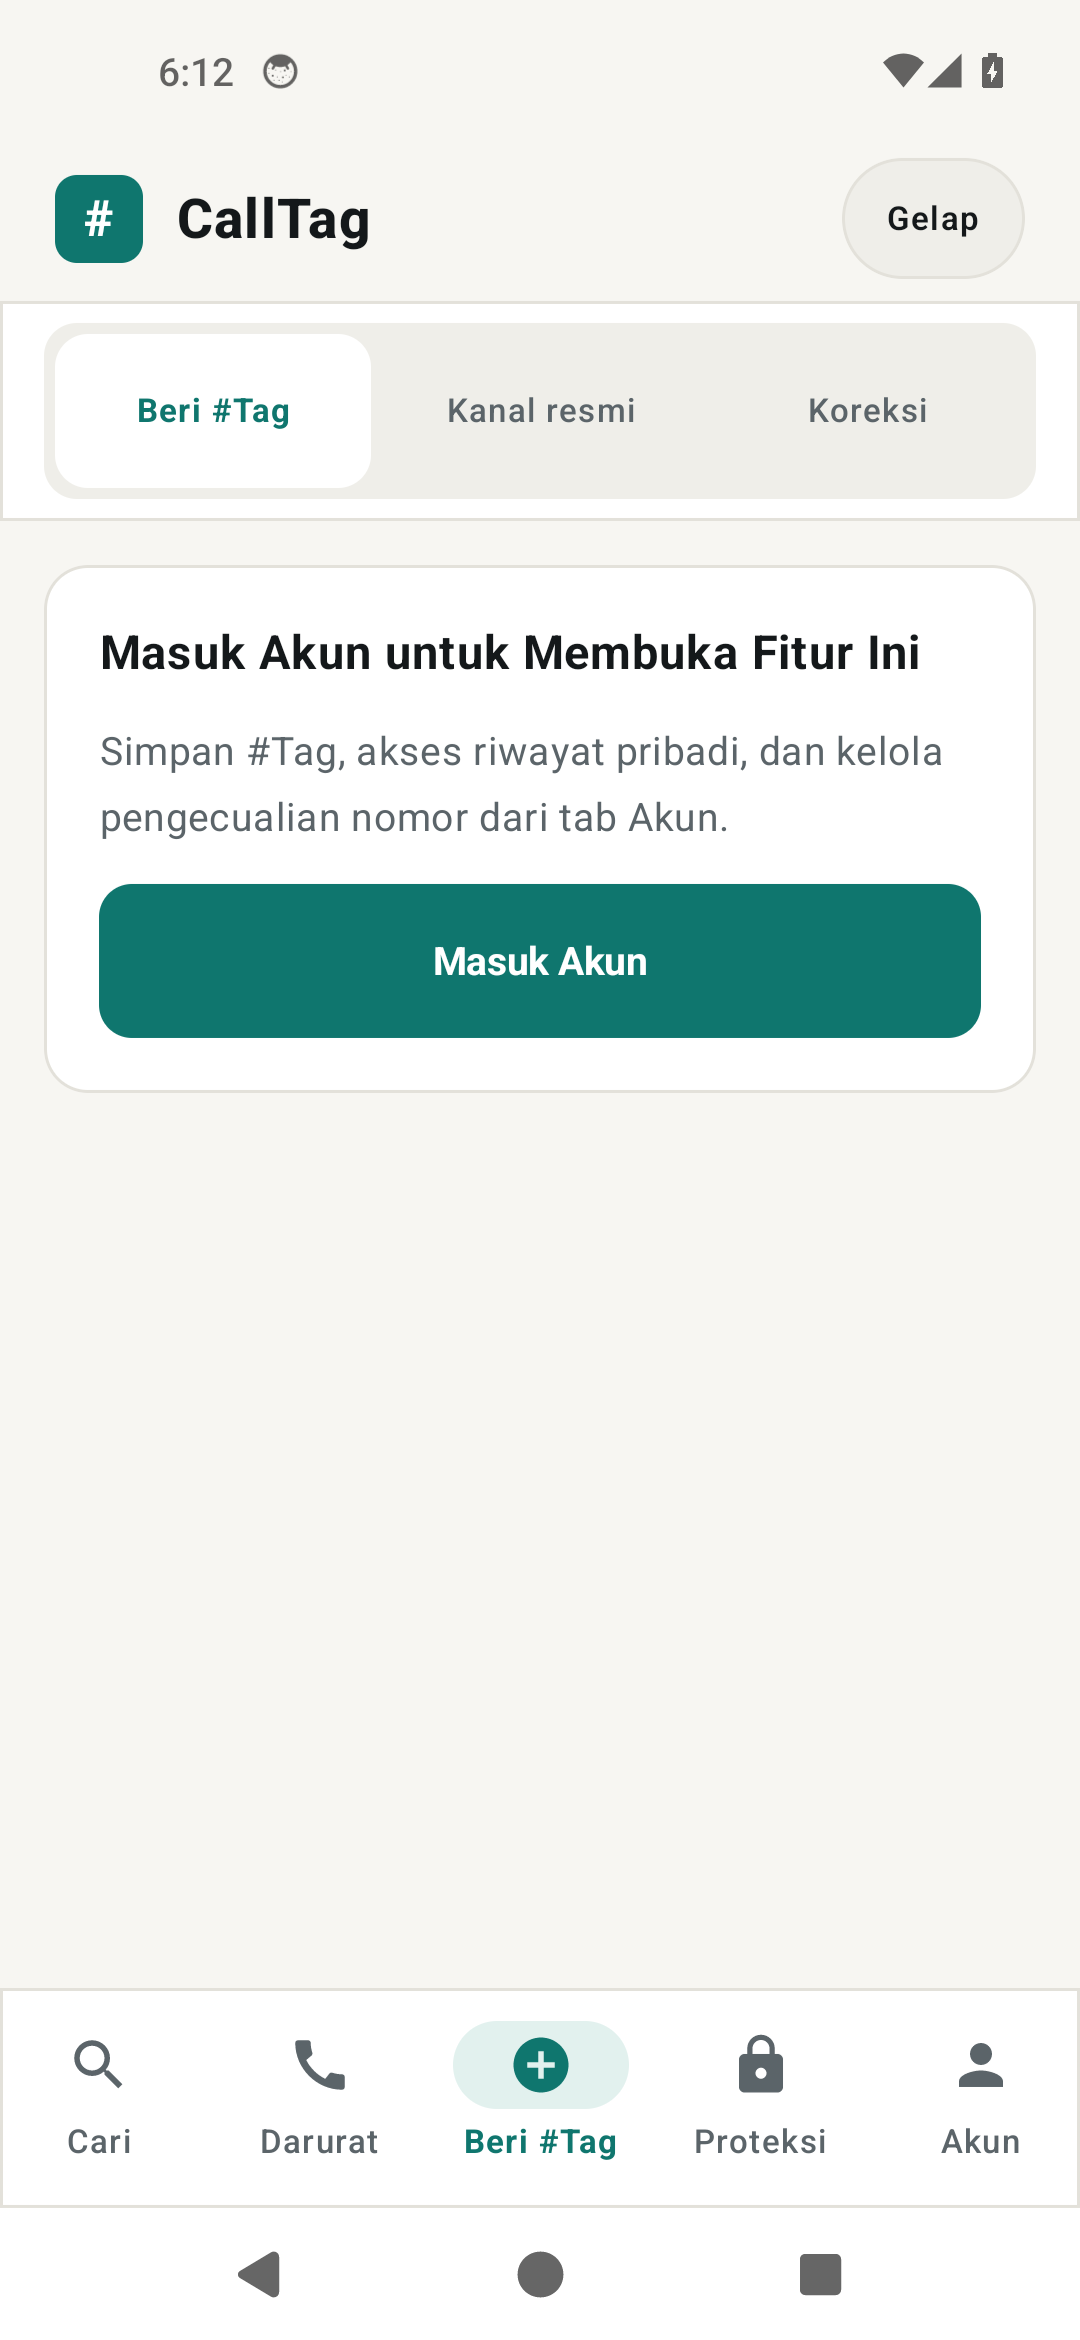 6:12
# CallTag
Gelap
Beri #Tag
Kanal resmi
Koreksi
Masuk Akun untuk Membuka Fitur Ini
Simpan #Tag, akses riwayat pribadi, dan kelola
pengecualian nomor dari tab Akun.
Masuk Akun
Cari
Darurat
Beri #Tag
Proteksi
Akun